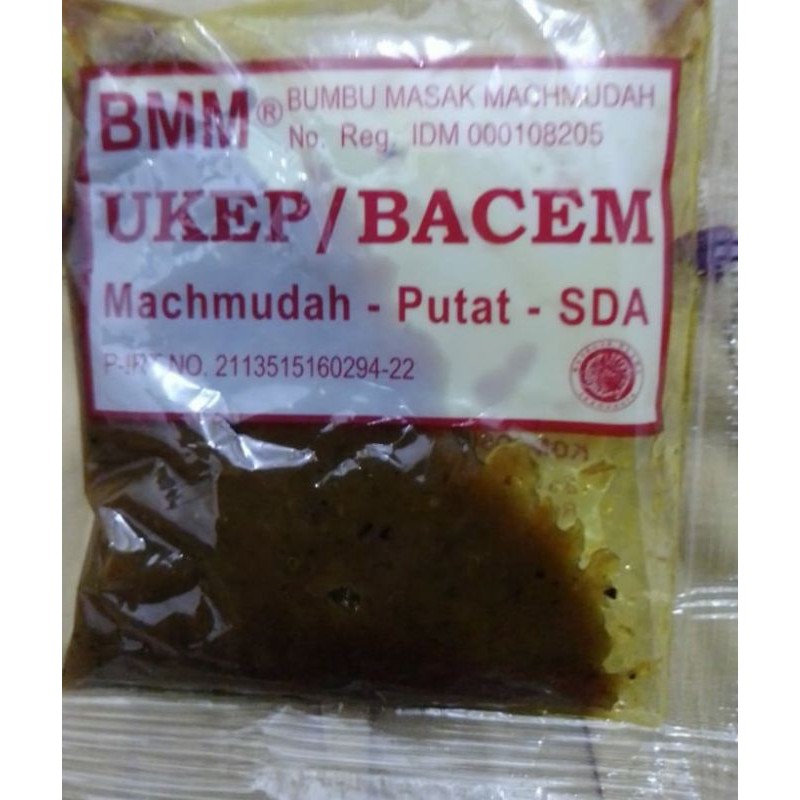 BMM® BUMBU MASAK MACHMUDAH
No. Reg. IDM 000108205
UKEP/BACEM
Machmudah - Putat - SDA
P-IRT NO. 2113515160294-22